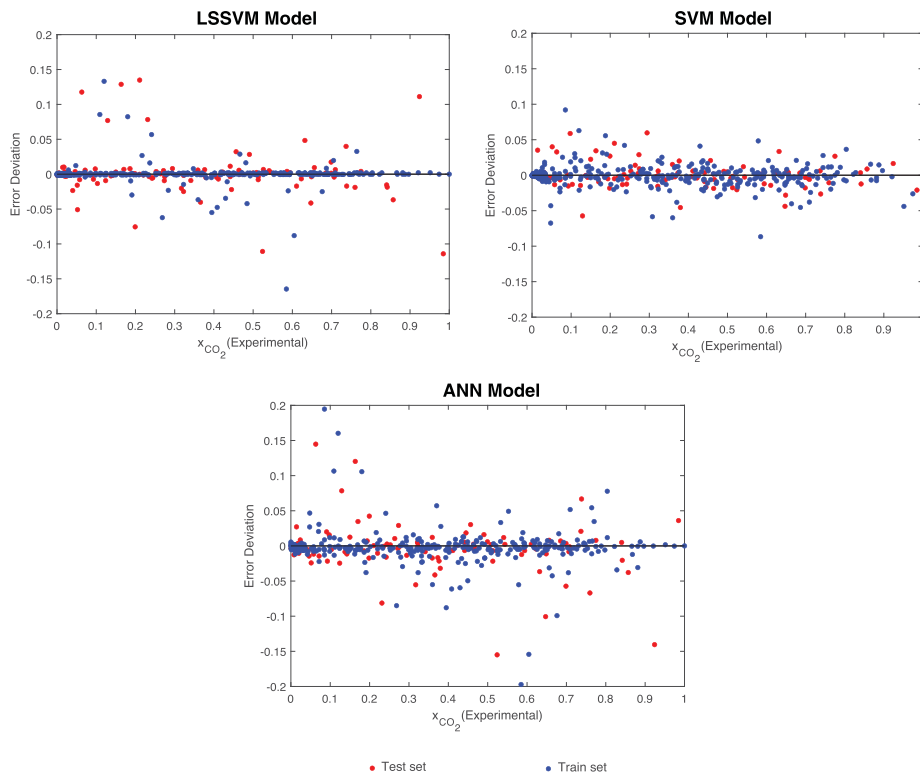 LSSVM Model
0.2
0.15
0.1
0.05
0
-0.05
-0.1
-0.15
-0.2
Error Deviation
0 0.1 0.2 0.3 0.4 0.5 0.6 0.7 0.8 0.9 1
xCO2(Experimental)
SVM Model
0.2
0.15
0.1
0.05
0
-0.05
-0.1
-0.15
-0.2
Error Deviation
0 0.1 0.2 0.3 0.4 0.5 0.6 0.7 0.8 0.9
xCO2(Experimental)
ANN Model
0.2
0.15
0.1
0.05
0
-0.05
-0.1
-0.15
-0.2
Error Deviation
0 0.1 0.2 0.3 0.4 0.5 0.6 0.7 0.8 0.9 1
xCO2(Experimental)
Test set Train set